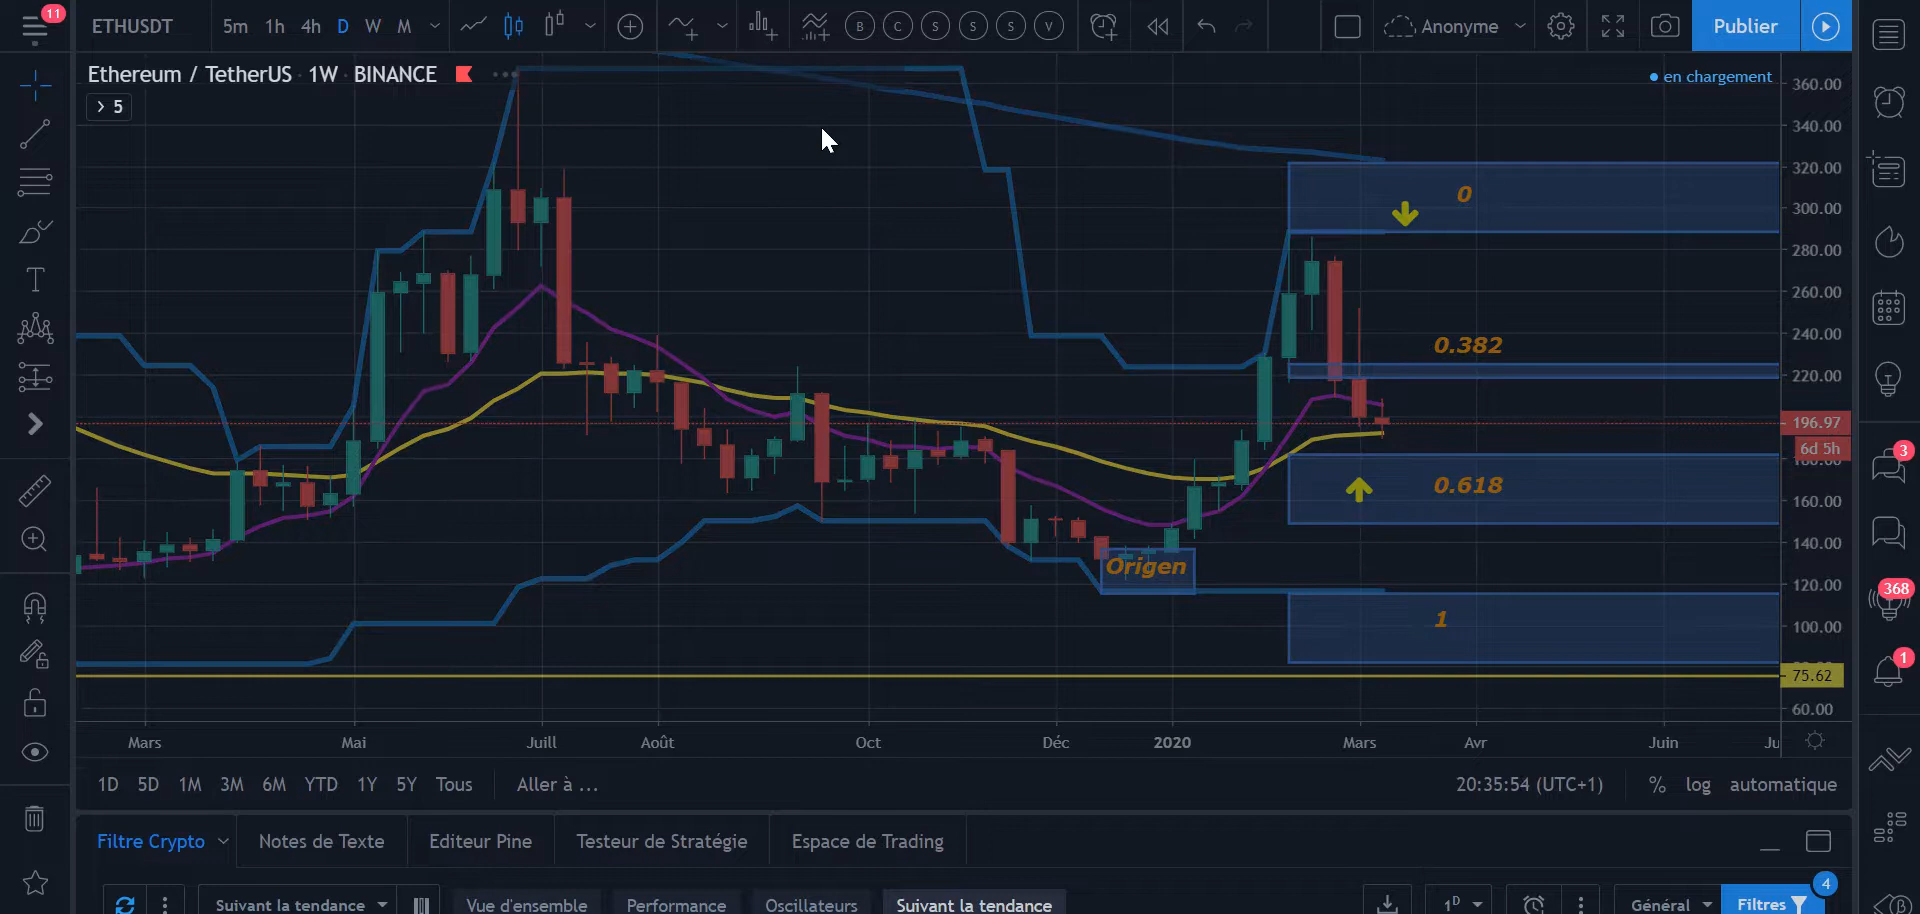 11
ETHUSDT
5m 1h 4h D W M
B C S S S V
Anonyme
Publier
Ethereum / TetherUS · 1W · BINANCE
en chargement
5
360.00
340.00
320.00
300.00
280.00
260.00
240.00
220.00
196.97
6d 5h
180.00
160.00
140.00
120.00
100.00
75.62
60.00
0
0.382
0.618
Origen
1
3
368
1
Mars Mai Juill Août Oct Déc 2020 Mars Avr Juin Ju
1D 5D 1M 3M 6M YTD 1Y 5Y Tous Aller à ...
20:35:54 (UTC+1) % log automatique
Filtre Crypto Notes de Texte Editeur Pine Testeur de Stratégie Espace de Trading
4
Suivant la tendance Vue d'ensemble Performance Oscillateurs Suivant la tendance
1D Général Filtres